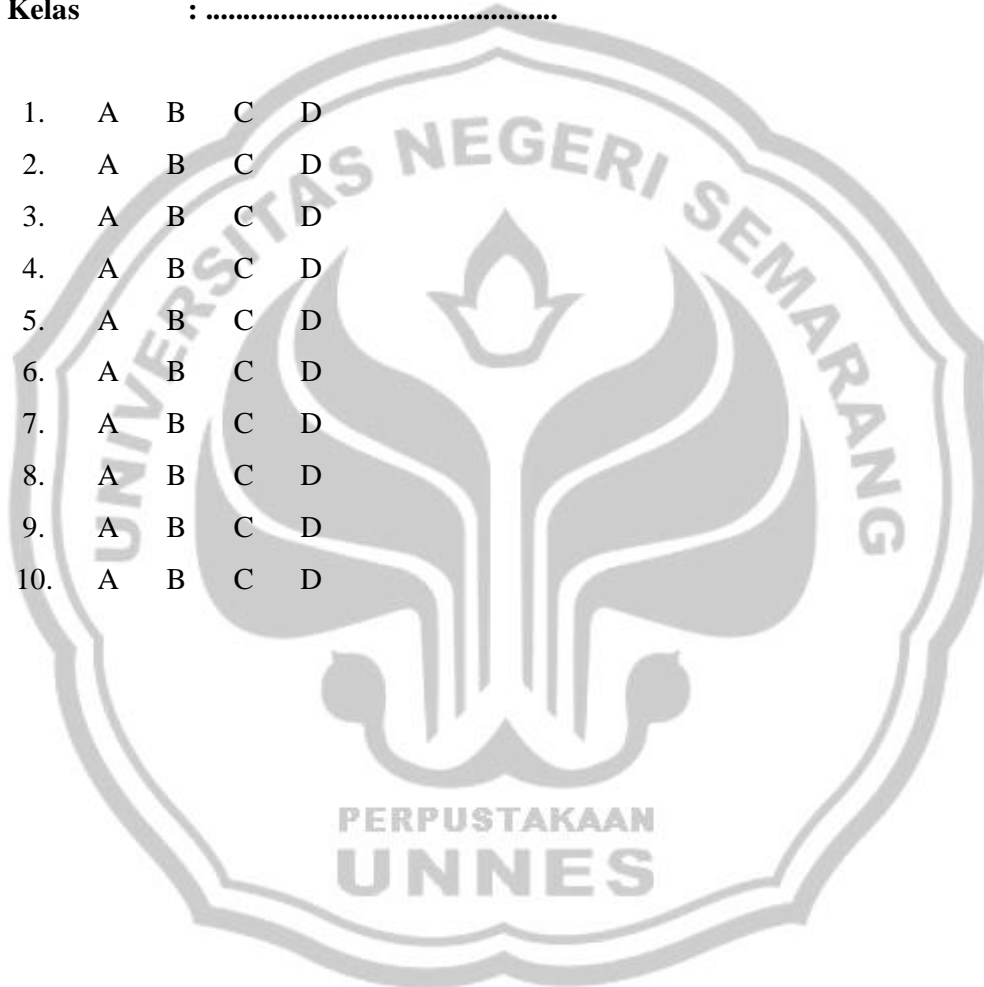 Kelas : ...............................................
1. A B C D
2. A B C D
3. A B C D
4. A B C D
5. A B C D
6. A B C D
7. A B C D
8. A B C D
9. A B C D
10. A B C D
UNIVERSITAS NEGERI SEMARANG
PERPUSTAKAAN
UNNES